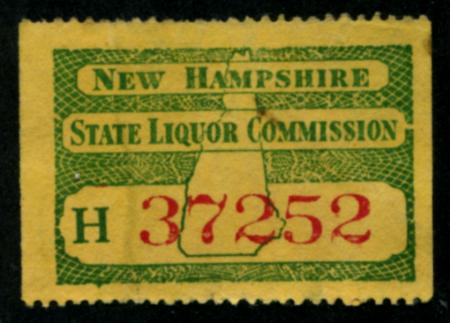 NEW HAMPSHIRE
STATE LIQUOR COMMISSION
H 37252